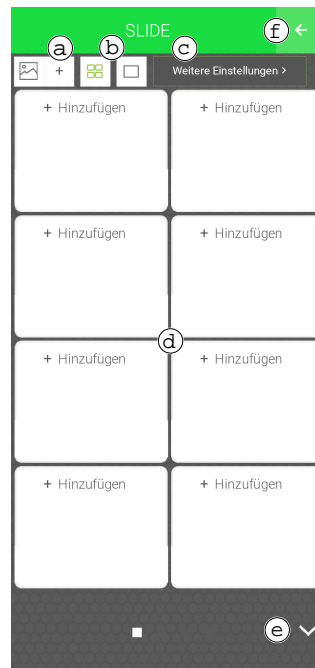 SLIDE
f
a
b
c
+
Weitere Einstellungen >
+ Hinzufügen
+ Hinzufügen
+ Hinzufügen
+ Hinzufügen
d
+ Hinzufügen
+ Hinzufügen
+ Hinzufügen
+ Hinzufügen
e